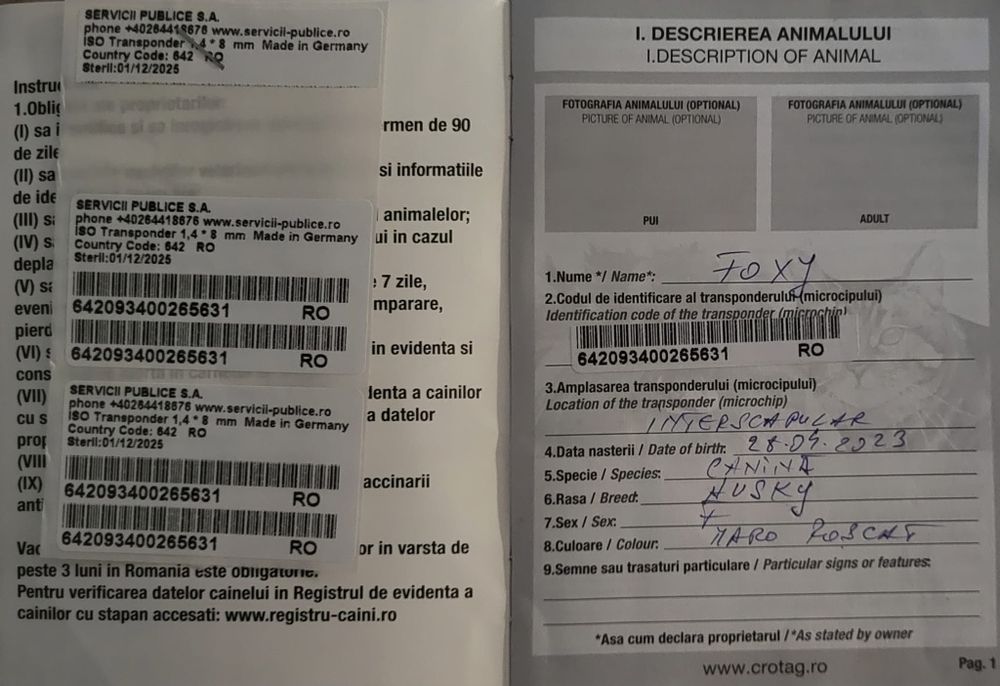 SERVICII PUBLICE S.A.
phone +40264418676 www.servicii-publice.ro
ISO Transponder 1,4 * 8 mm Made in Germany
Country Code: 642 RO
Steril:01/12/2025
Instruc
1.Oblig
(I) sa i
rmen de 90
de zile
(II) sa
si informatiile
de ide
(III) sa
animalelor;
(IV) s
ui in cazul
depla
(V) sa
7 zile,
eveni
mparare,
pierd
(VI) s
in evidenta si
cons
(VII)
denta a cainilor
cu s
a datelor
prop
(VIII
(IX)
accinarii
anti
SERVICII PUBLICE S.A.
phone +40264418676 www.servicii-publice.ro
ISO Transponder 1,4 * 8 mm Made in Germany
Country Code: 642 RO
Steril:01/12/2025
642093400265631 RO
642093400265631 RO
SERVICII PUBLICE S.A.
phone +40264418676 www.servicii-publice.ro
ISO Transponder 1,4 * 8 mm Made in Germany
Country Code: 642 RO
Steril:01/12/2025
642093400265631 RO
642093400265631 RO
Vac
or in varsta de
peste 3 luni in Romania este obligatorie.
Pentru verificarea datelor cainelui in Registrul de evidenta a
cainilor cu stapan accesati: www.registru-caini.ro
I. DESCRIEREA ANIMALULUI
I.DESCRIPTION OF ANIMAL
FOTOGRAFIA ANIMALULUI (OPTIONAL)
PICTURE OF ANIMAL (OPTIONAL)
PUI
FOTOGRAFIA ANIMALULUI (OPTIONAL)
PICTURE OF ANIMAL (OPTIONAL)
ADULT
1.Nume */ Name*: FOXY
2.Codul de identificare al transponderului (microcipului)
Identification code of the transponder (microchip)
642093400265631 RO
3.Amplasarea transponderului (microcipului)
Location of the transponder (microchip)
INTERSCAPULAR
4.Data nasterii / Date of birth: 28.04.2023
5.Specie / Species: CANINA
6.Rasa / Breed: HUSKY
7.Sex / Sex:
8.Culoare / Colour: MARO ROSCAT
9.Semne sau trasaturi particulare / Particular signs or features:
*Asa cum declara proprietarul / *As stated by owner
www.crotag.ro
Pag. 1